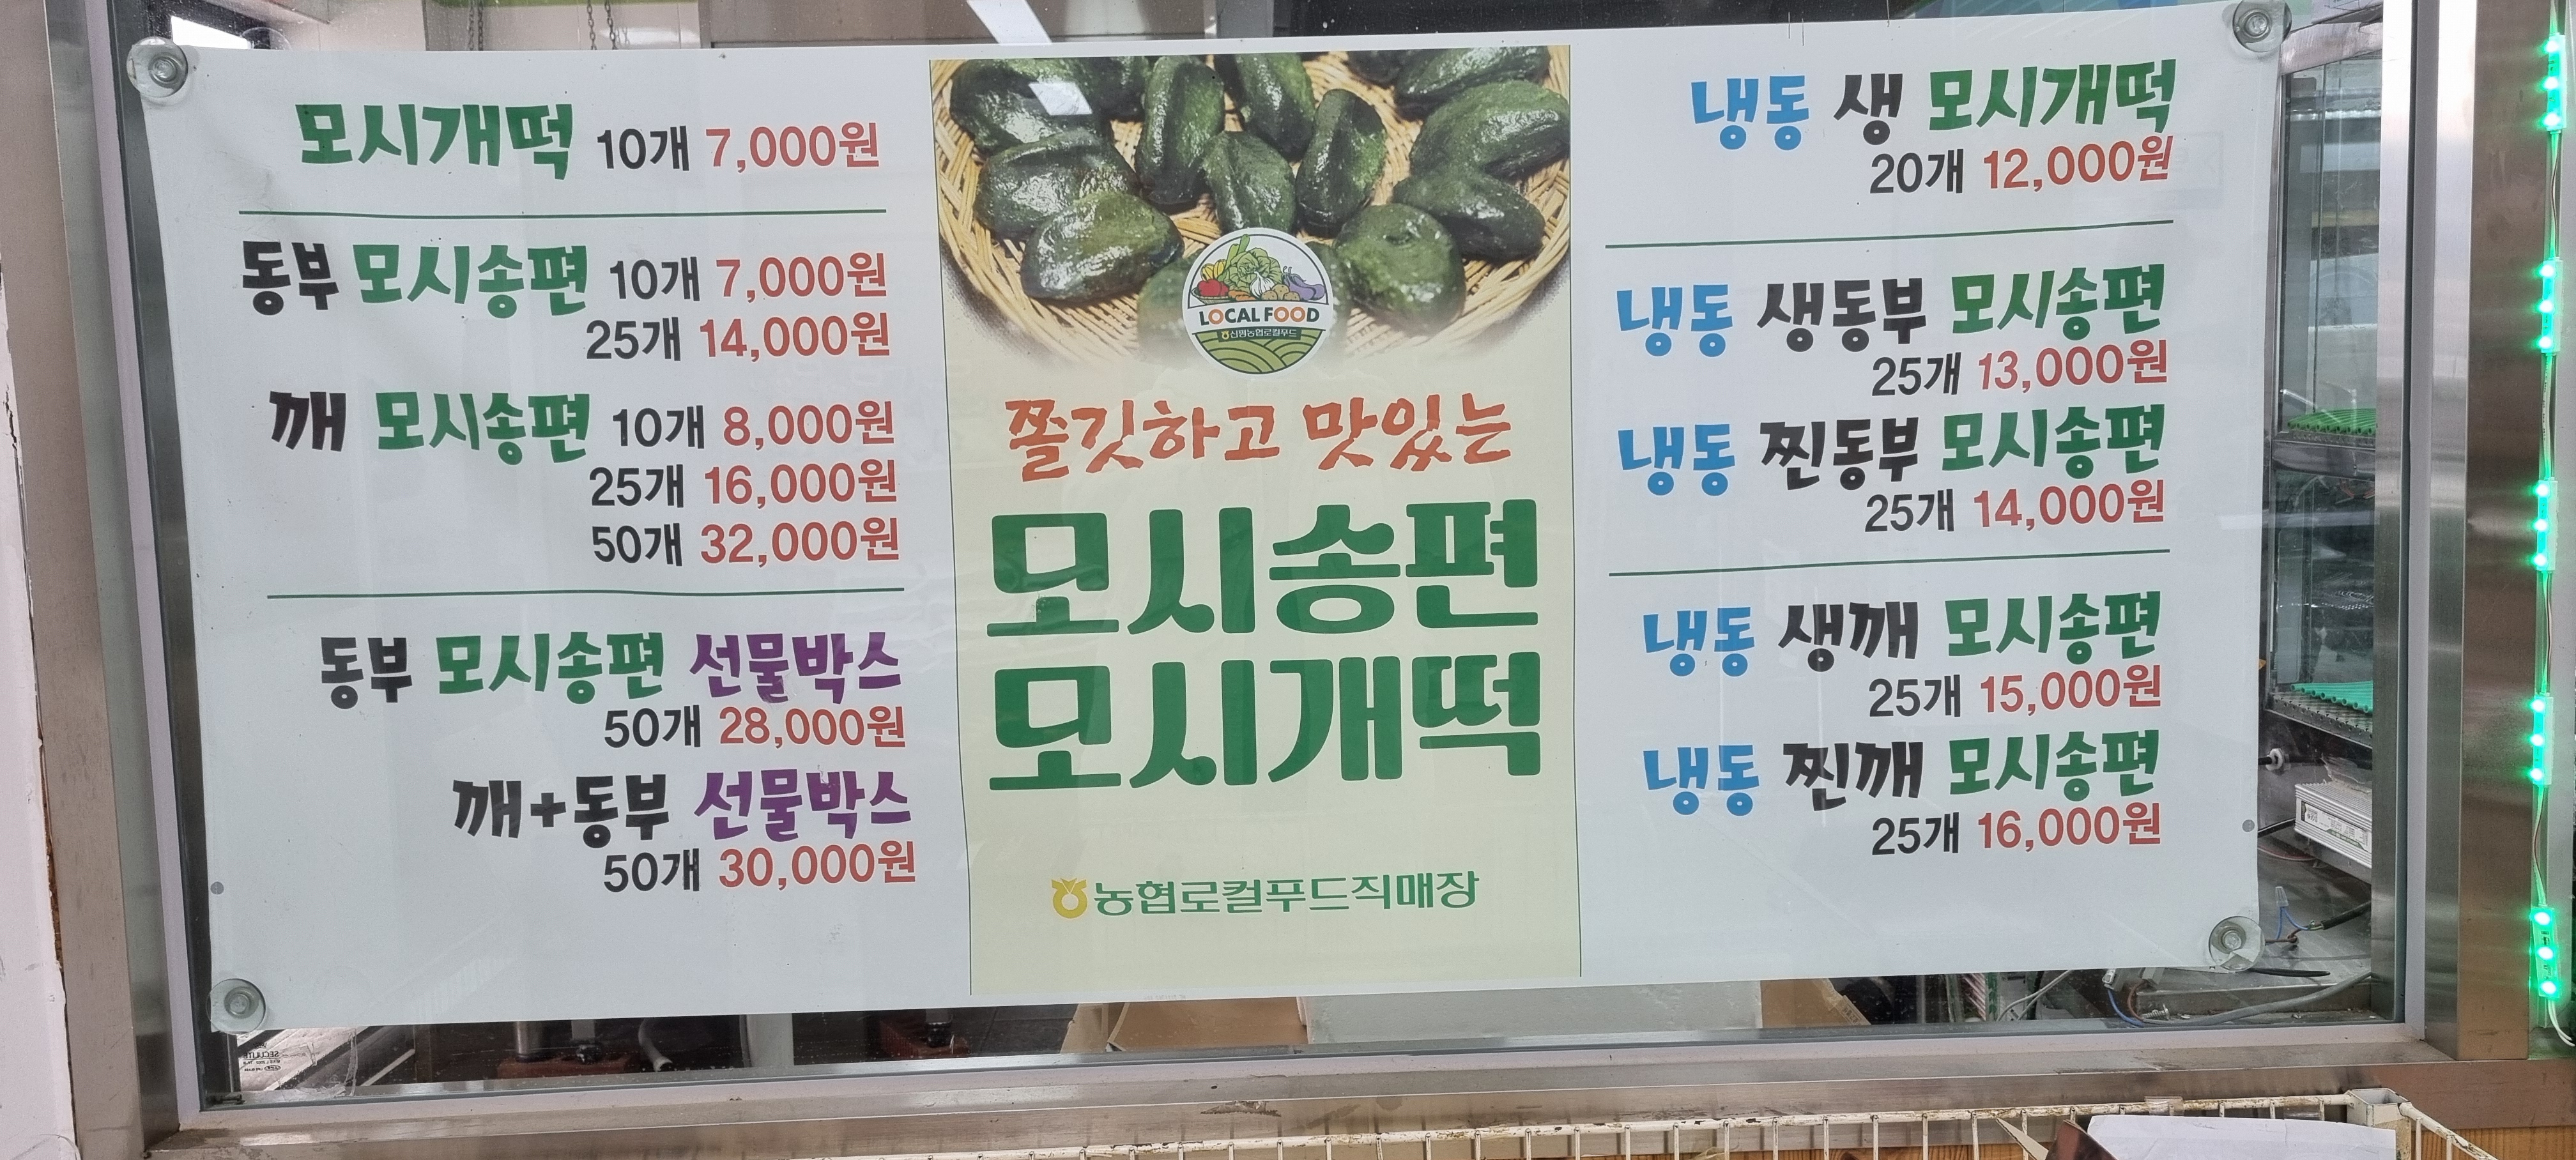 모시개떡 10개 7,000원
동부 모시송편 10개 7,000원
25개 14,000원
깨 모시송편 10개 8,000원
25개 16,000원
50개 32,000원
동부 모시송편 선물박스
50개 28,000원
깨+동부 선물박스
50개 30,000원
LOCAL FOOD
쫄깃하고 맛있는
모시송편
모시개떡
농협로컬푸드직매장
냉동 생 모시개떡
20개 12,000원
냉동 생동부 모시송편
25개 13,000원
냉동 찐동부 모시송편
25개 14,000원
냉동 생깨 모시송편
25개 15,000원
냉동 찐깨 모시송편
25개 16,000원